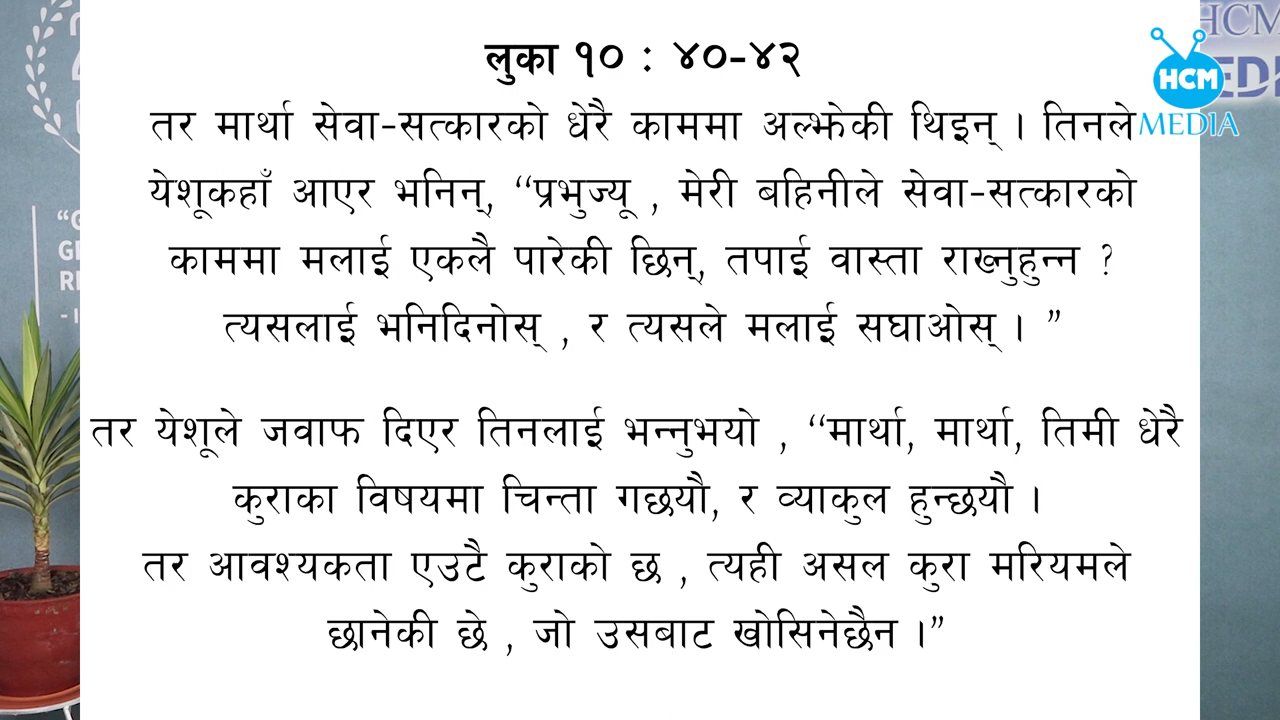 लुका १० : ४०-४२
HCM
MEDIA
तर मार्था सेवा-सत्कारको धेरै काममा अल्झेकी थिइन् । तिनले
येशूकहाँ आएर भनिन्, “प्रभुज्यू , मेरी बहिनीले सेवा-सत्कारको
काममा मलाई एकलै पारेकी छिन्, तपाई वास्ता राख्नुहुन्न ?
त्यसलाई भनिदिनोस् , र त्यसले मलाई सघाओस् । ”
तर येशूले जवाफ दिएर तिनलाई भन्नुभयो , “मार्था, मार्था, तिमी धेरै
कुराका विषयमा चिन्ता गछयौ, र व्याकुल हुन्छयौ ।
तर आवश्यकता एउटै कुराको छ , त्यही असल कुरा मरियमले
छानेकी छे , जो उसबाट खोसिनेछैन ।”
HCM